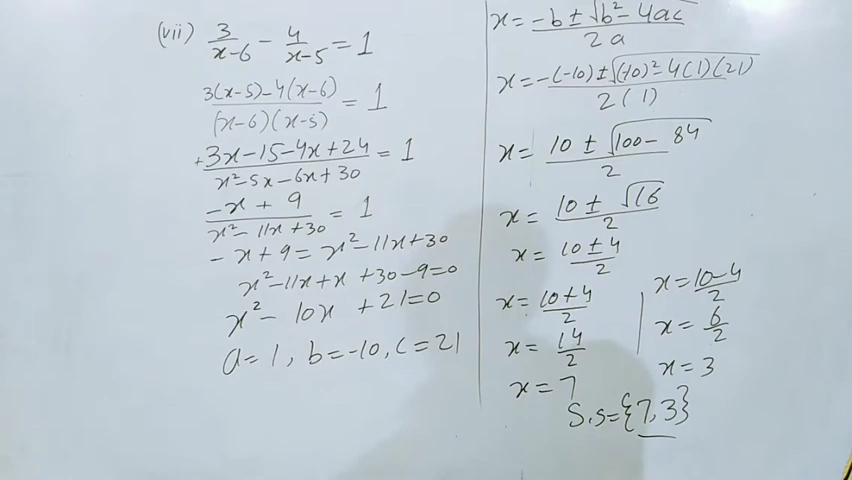 (vii) 3/(x-6) - 4/(x-5) = 1
(3(x-5)-4(x-6))/((x-6)(x-5)) = 1
(+3x-15-4x+24)/(x²-5x-6x+30) = 1
(-x+9)/(x²-11x+30) = 1
-x+9 = x²-11x+30
x²-11x+x+30-9=0
x²-10x+21=0
a=1, b=-10, c=21
x = (-b±√(b²-4ac))/(2a)
x = (-(-10)±√((-10)²-4(1)(21)))/(2(1))
x = (10±√(100-84))/2
x = (10±√16)/2
x = (10±4)/2
x = (10+4)/2
x = 14/2
x = 7
x = (10-4)/2
x = 6/2
x = 3
S.S={7,3}